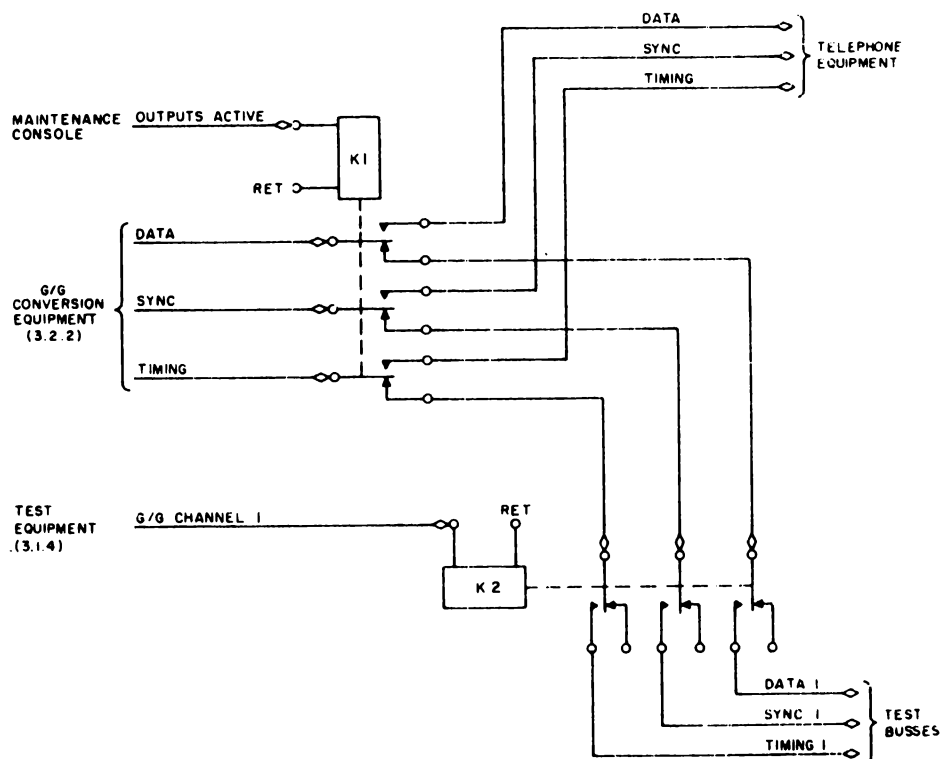 DATA
SYNC
TIMING
TELEPHONE
EQUIPMENT
MAINTENANCE
CONSOLE
OUTPUTS ACTIVE
K1
RET
DATA
G/G
CONVERSION
EQUIPMENT
(3.2.2)
SYNC
TIMING
TEST
EQUIPMENT
.(3.1.4)
G/G CHANNEL 1
RET
K2
DATA 1
SYNC 1
TIMING 1
TEST
BUSSES